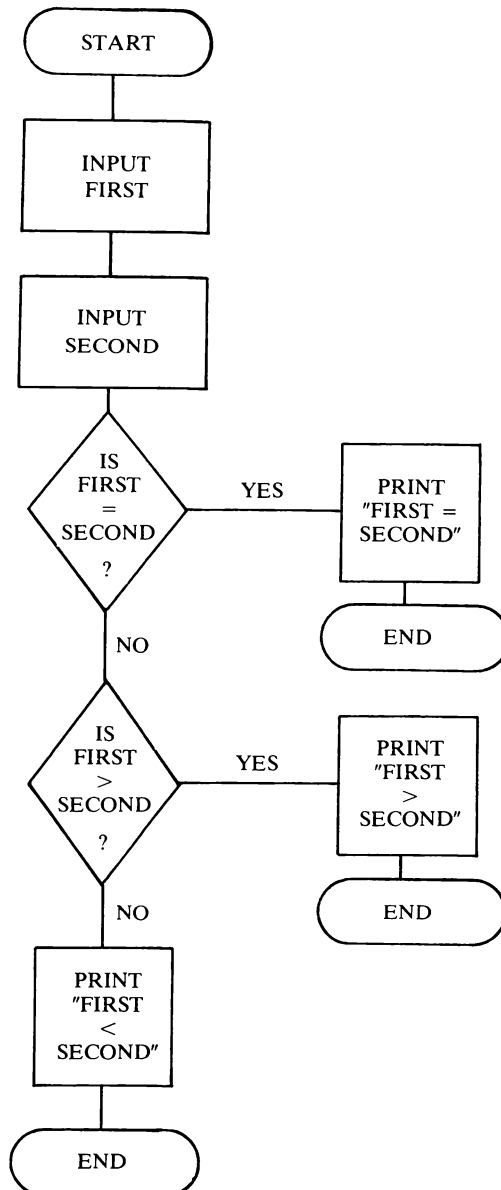 START
INPUT
FIRST
INPUT
SECOND
IS
FIRST
=
SECOND
?
YES
PRINT
"FIRST =
SECOND"
END
NO
IS
FIRST
>
SECOND
?
YES
PRINT
"FIRST
>
SECOND"
END
NO
PRINT
"FIRST
<
SECOND"
END